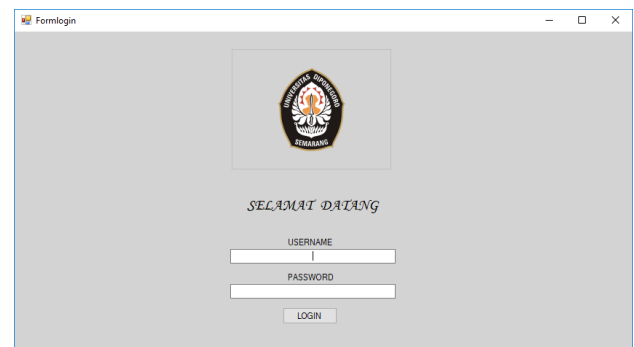 Formlogin
UNIVERSITAS DIPONEGORO
SEMARANG
SELAMAT DATANG
USERNAME
PASSWORD
LOGIN